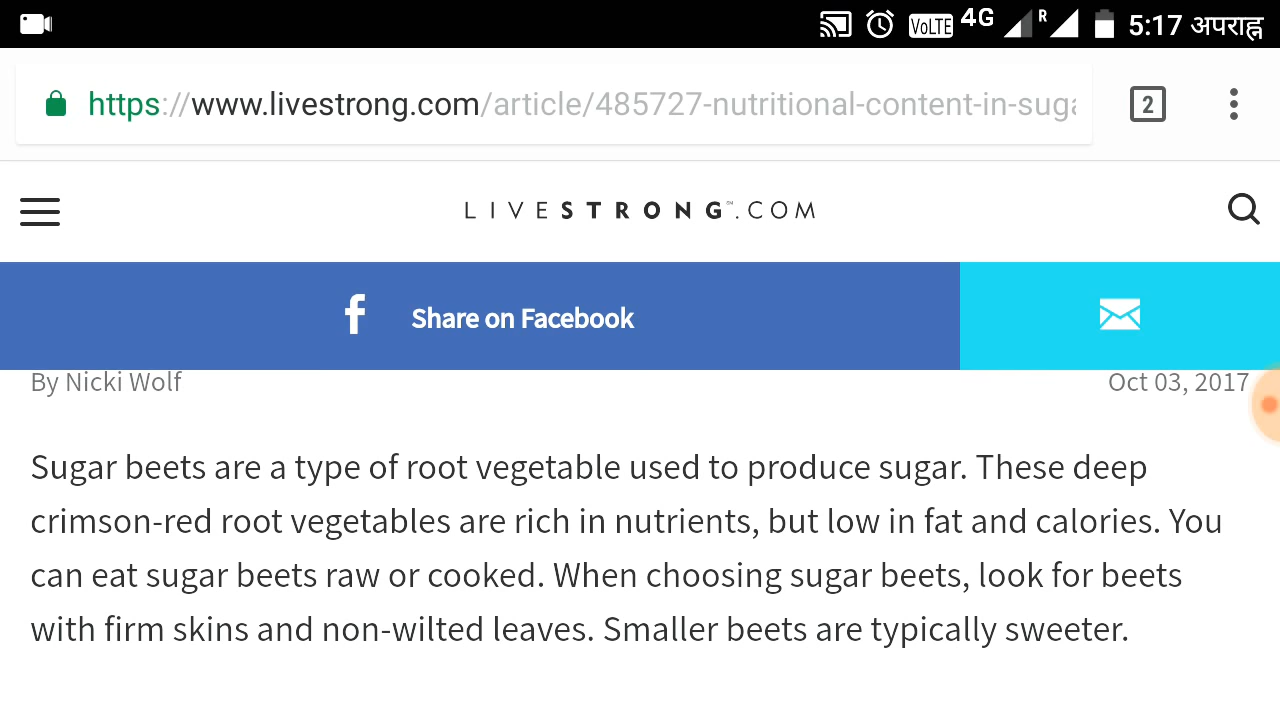 VoLTE 4G R 5:17 अपराह्न
https://www.livestrong.com/article/485727-nutritional-content-in-suga
2
LIVESTRONG™.COM
f Share on Facebook
By Nicki Wolf Oct 03, 2017
Sugar beets are a type of root vegetable used to produce sugar. These deep
crimson-red root vegetables are rich in nutrients, but low in fat and calories. You
can eat sugar beets raw or cooked. When choosing sugar beets, look for beets
with firm skins and non-wilted leaves. Smaller beets are typically sweeter.